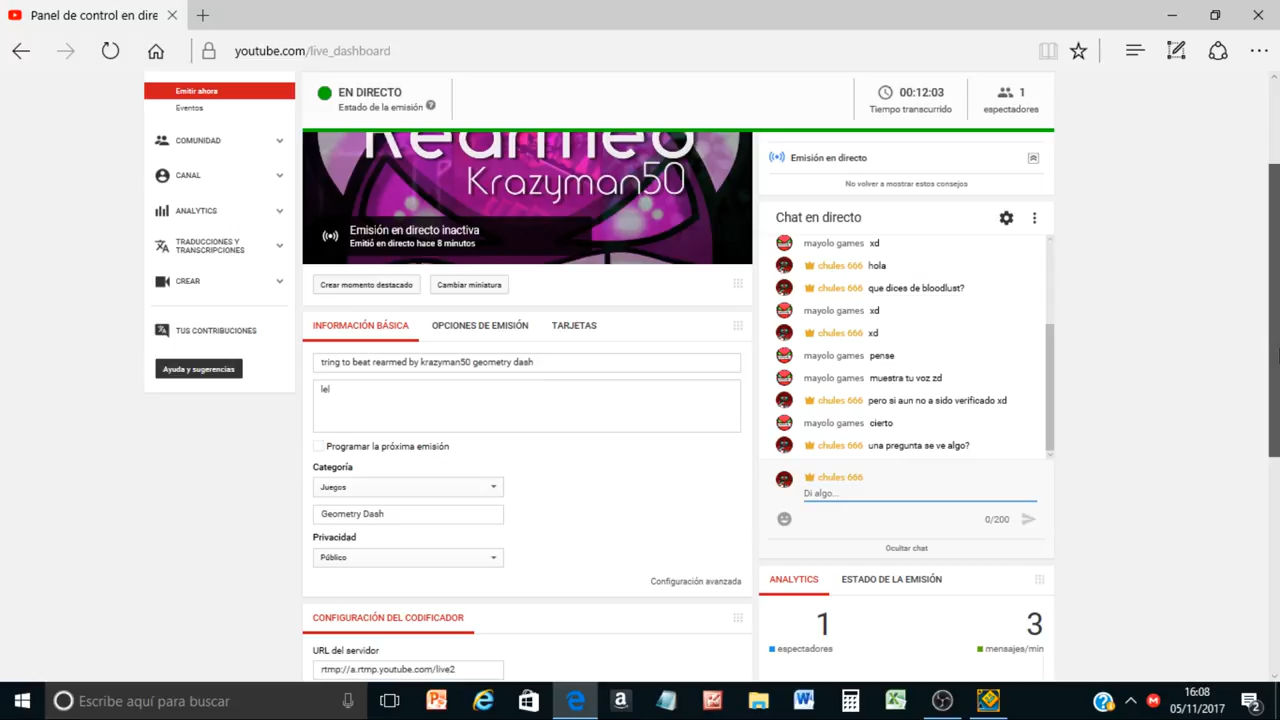 Panel de control en dire
youtube.com/live_dashboard
Emitir ahora
Eventos
COMUNIDAD
CANAL
ANALYTICS
TRADUCCIONES Y
TRANSCRIPCIONES
CREAR
TUS CONTRIBUCIONES
Ayuda y sugerencias
EN DIRECTO
Estado de la emisión ?
00:12:03
Tiempo transcurrido
1
espectadores
Rearmed
Krazyman50
Emisión en directo inactiva
Emitió en directo hace 8 minutos
Crear momento destacado
Cambiar miniatura
INFORMACIÓN BÁSICA
OPCIONES DE EMISIÓN
TARJETAS
tring to beat rearmed by krazyman50 geometry dash
lel
Programar la próxima emisión
Categoría
Juegos
Geometry Dash
Privacidad
Público
Configuración avanzada
CONFIGURACIÓN DEL CODIFICADOR
URL del servidor
rtmp://a.rtmp.youtube.com/live2
Emisión en directo
No volver a mostrar estos consejos
Chat en directo
mayolo games xd
chules 666 hola
chules 666 que dices de bloodlust?
mayolo games xd
chules 666 xd
mayolo games pense
mayolo games muestra tu voz zd
chules 666 pero si aun no a sido verificado xd
mayolo games cierto
chules 666 una pregunta se ve algo?
chules 666
Di algo...
0/200
Ocultar chat
ANALYTICS
ESTADO DE LA EMISIÓN
1
espectadores
3
mensajes/min
Escribe aquí para buscar
16:08
05/11/2017
2